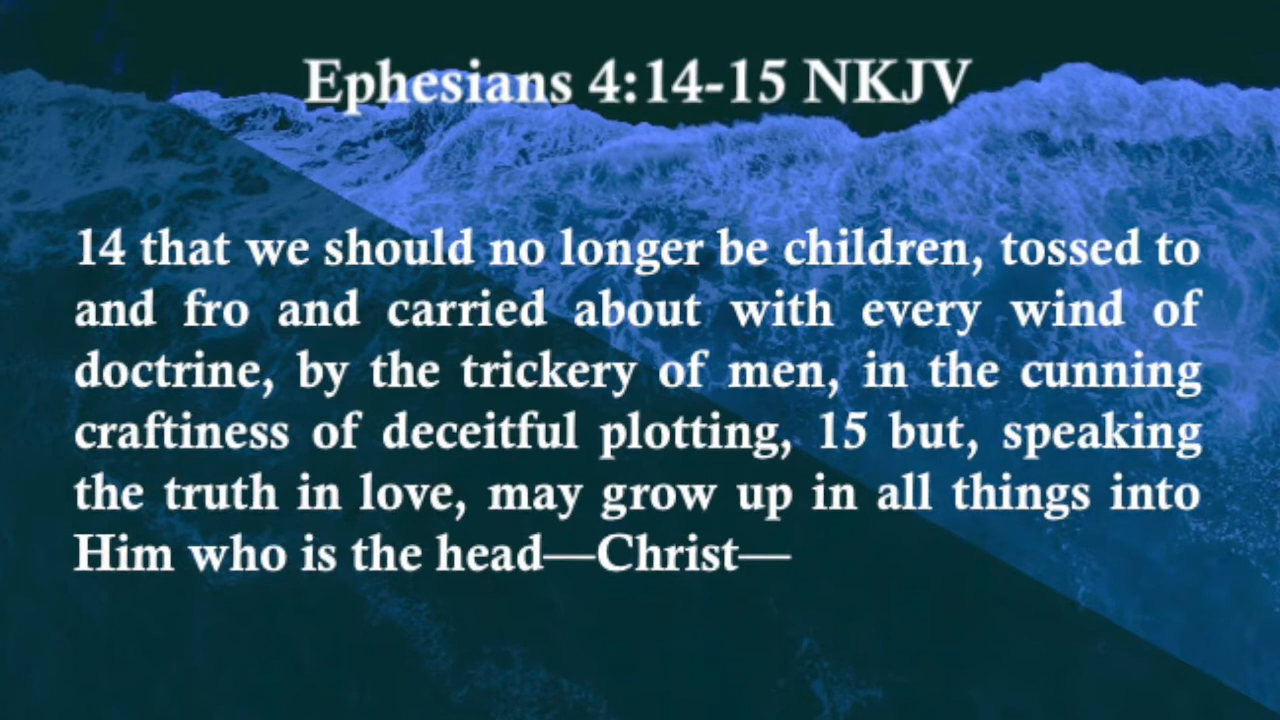 Ephesians 4:14-15 NKJV
14 that we should no longer be children, tossed to
and fro and carried about with every wind of
doctrine, by the trickery of men, in the cunning
craftiness of deceitful plotting, 15 but, speaking
the truth in love, may grow up in all things into
Him who is the head—Christ—